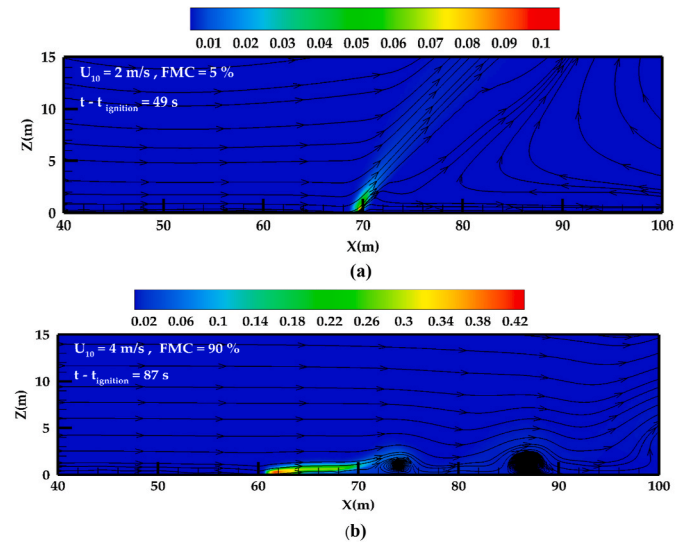 0.01 0.02 0.03 0.04 0.05 0.06 0.07 0.08 0.09 0.1
15
U10 = 2 m/s , FMC = 5 %
t - t ignition = 49 s
10
Z(m)
5
0
40 50 60 70 80 90 100
X(m)
(a)
0.02 0.06 0.1 0.14 0.18 0.22 0.26 0.3 0.34 0.38 0.42
15
U10 = 4 m/s , FMC = 90 %
t - tignition = 87 s
10
Z(m)
5
0
40 50 60 70 80 90 100
X(m)
(b)